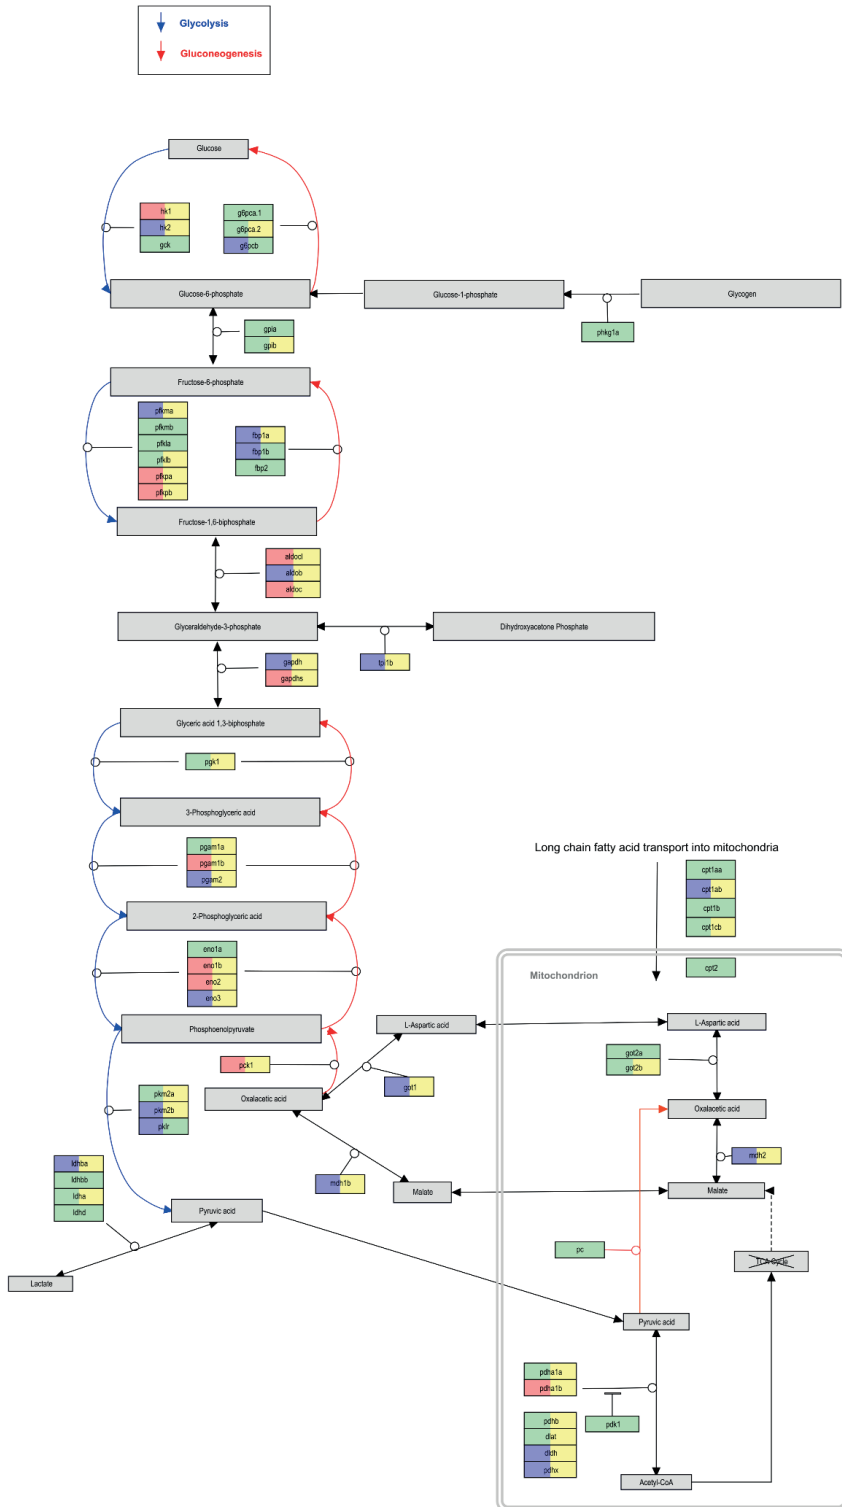 Glycolysis
Gluconeogenesis
Glucose
hk1
hk2
gck
g6pca.1
g6pca.2
g6pcb
Glucose-6-phosphate
Glucose-1-phosphate
Glycogen
phkg1a
gpia
gpib
Fructose-6-phosphate
pfkma
pfkmb
pfkla
pfklb
pfkpa
pfkpb
fbp1a
fbp1b
fbp2
Fructose-1,6-biphosphate
aldocl
aldob
aldoc
Glyceraldehyde-3-phosphate
Dihydroxyacetone Phosphate
tpi1b
gapdh
gapdhs
Glyceric acid 1,3-biphosphate
pgk1
3-Phosphoglyceric acid
pgam1a
pgam1b
pgam2
2-Phosphoglyceric acid
eno1a
eno1b
eno2
eno3
Long chain fatty acid transport into mitochondria
cpt1aa
cpt1ab
cpt1b
cpt1cb
cpt2
Mitochondrion
Phosphoenolpyruvate
L-Aspartic acid
L-Aspartic acid
got2a
got2b
pck1
got1
Oxalacetic acid
Oxalacetic acid
pkm2a
pkm2b
pklr
mdh2
mdh1b
Malate
Malate
ldhba
ldhbb
ldha
ldhd
Pyruvic acid
Lactate
pc
TCA Cycle
Pyruvic acid
pdha1a
pdha1b
pdk1
pdhb
dlat
dldh
pdhx
Acetyl-CoA